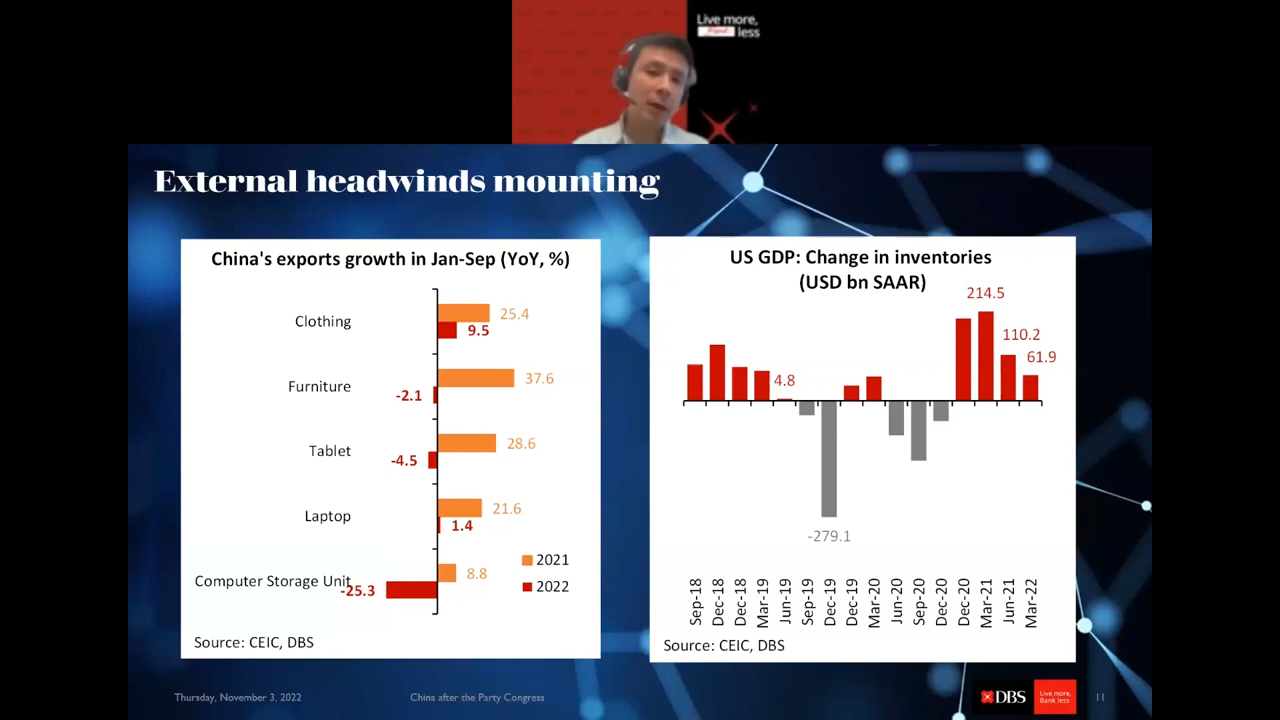 Live more,
less
External headwinds mounting
China's exports growth in Jan-Sep (YoY, %)
Clothing
25.4
9.5
Furniture
37.6
-2.1
Tablet
28.6
-4.5
Laptop
21.6
1.4
Computer Storage Unit
8.8
-25.3
2021
2022
Source: CEIC, DBS
US GDP: Change in inventories
(USD bn SAAR)
214.5
110.2
61.9
4.8
-279.1
Sep-18
Dec-18
Dec-18
Mar-19
Jun-19
Sep-19
Dec-19
Dec-19
Mar-20
Jun-20
Sep-20
Dec-20
Dec-20
Mar-21
Jun-21
Mar-22
Source: CEIC, DBS
Thursday, November 3, 2022
China after the Party Congress
DBS
Live more,
Bank less
11